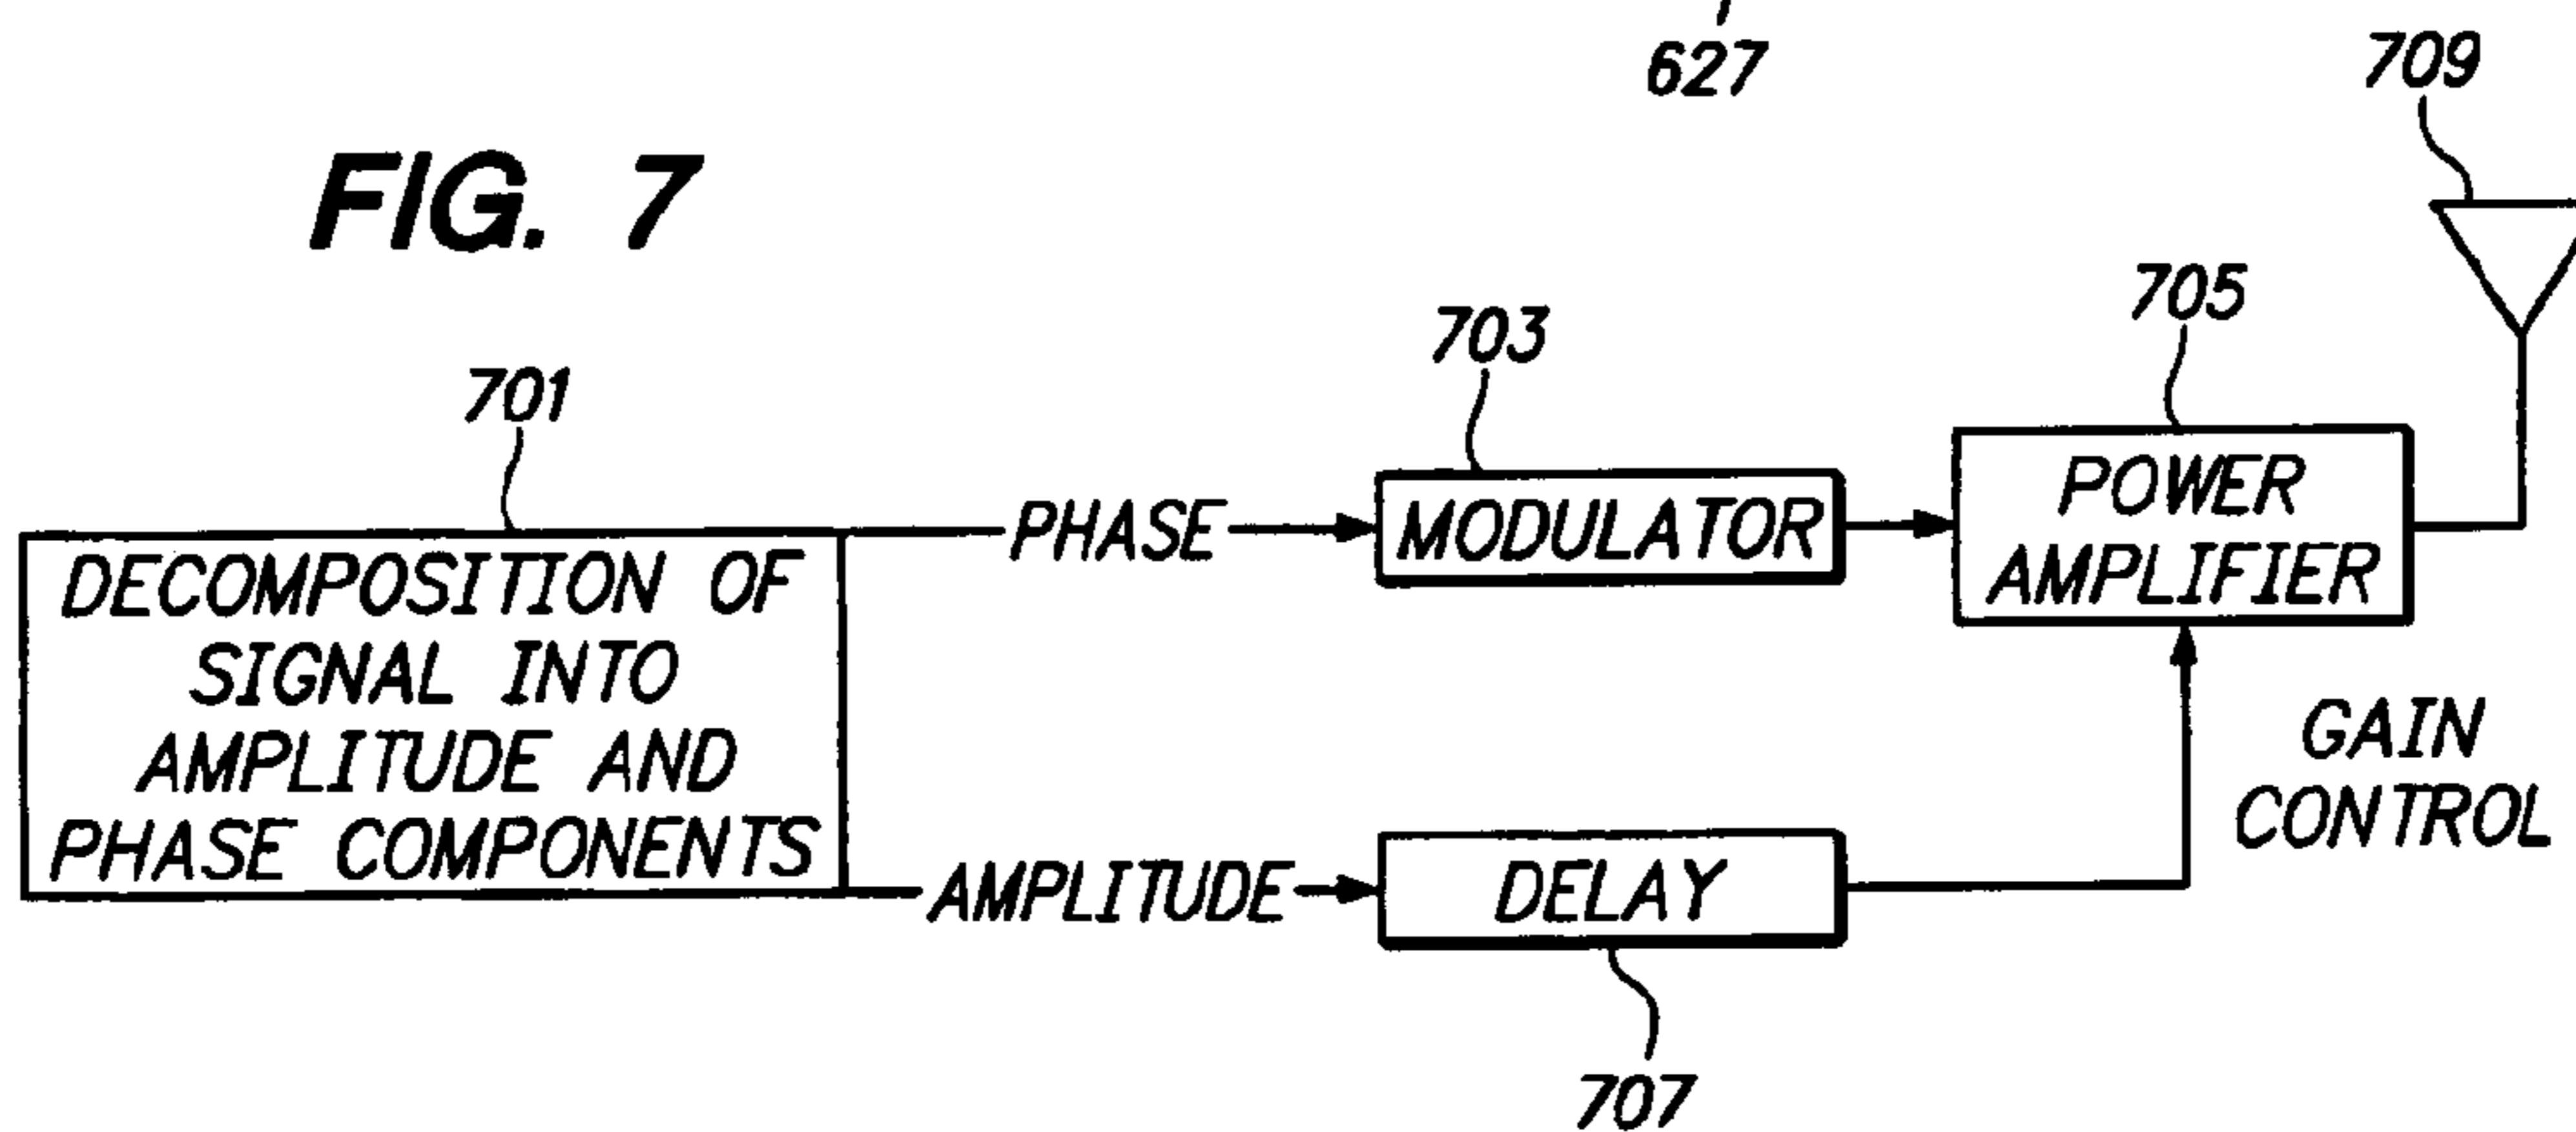 627
709
FIG. 7
705
703
701
PHASE
MODULATOR
POWER
AMPLIFIER
DECOMPOSITION OF
SIGNAL INTO
AMPLITUDE AND
PHASE COMPONENTS
GAIN
CONTROL
AMPLITUDE
DELAY
707